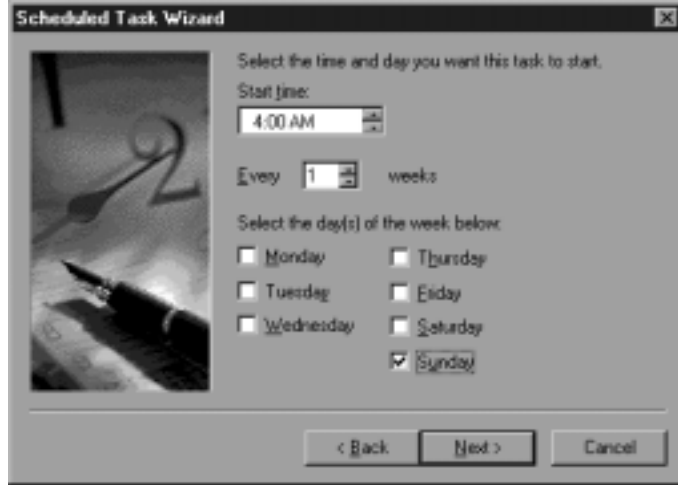 Scheduled Task Wizard
Select the time and day you want this task to start.
Start time:
4:00 AM
Every 1 weeks
Select the day(s) of the week below:
Monday Thursday
Tuesday Friday
Wednesday Saturday
Sunday
< Back Next > Cancel